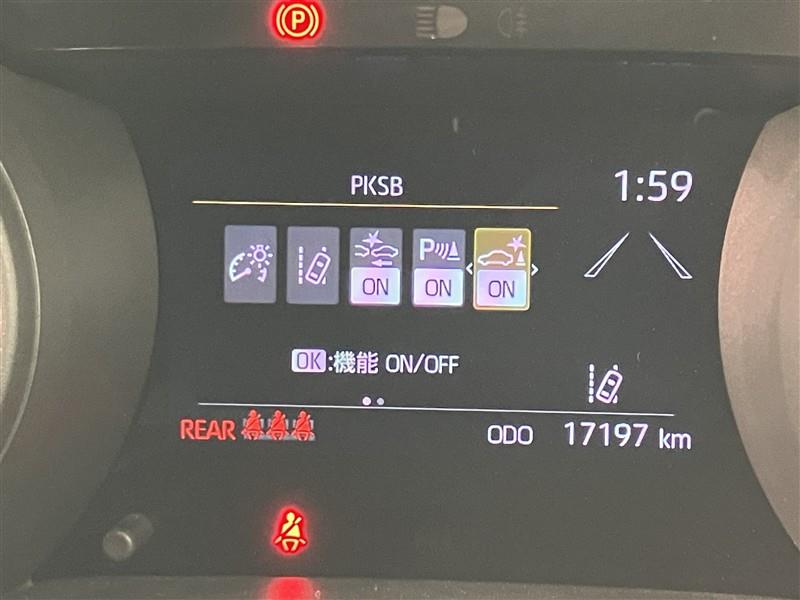 P
PKSB
1:59
P
ON
ON
ON
OK:機能 ON/OFF
REAR
ODO 17197 km